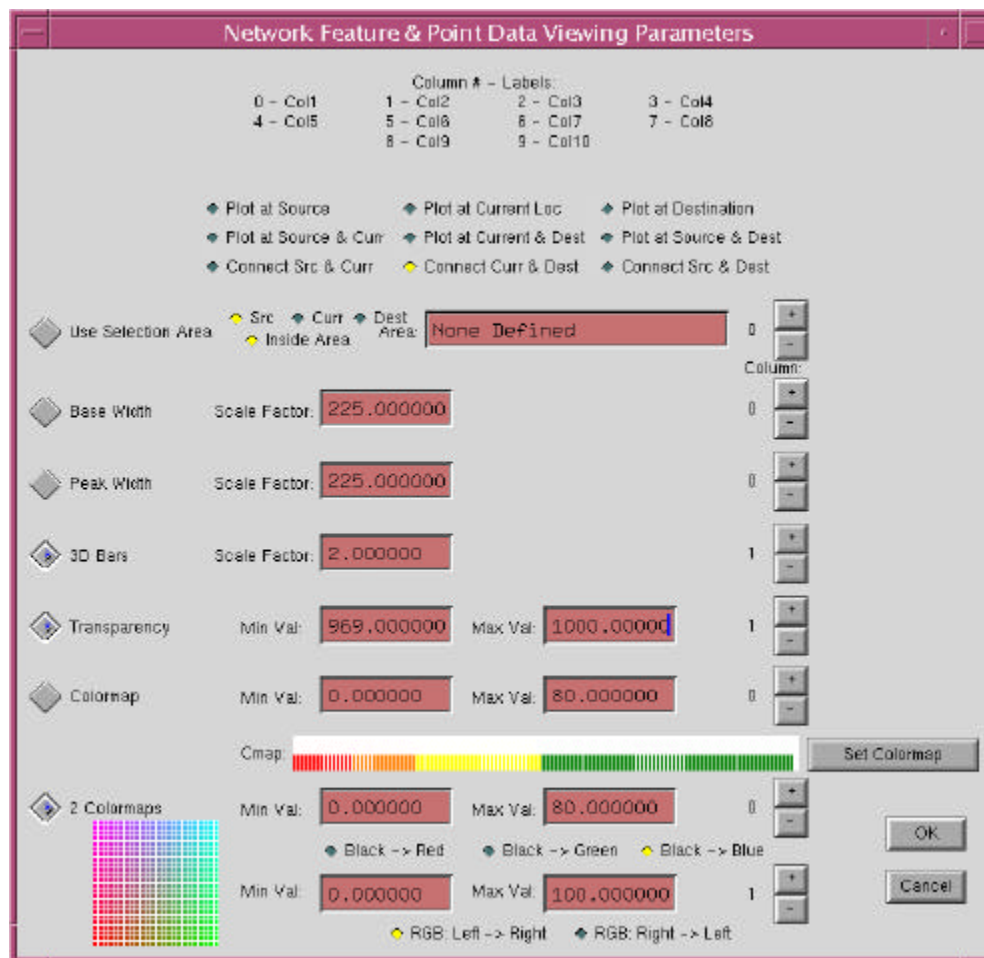 Network Feature & Point Data Viewing Parameters
Column # - Labels:
0 - Col1 1 - Col2 2 - Col3 3 - Col4
4 - Col5 5 - Col6 6 - Col7 7 - Col8
8 - Col9 9 - Col10
Plot at Source Plot at Current Loc Plot at Destination
Plot at Source & Curr Plot at Current & Dest Plot at Source & Dest
Connect Src & Curr Connect Curr & Dest Connect Src & Dest
Use Selection Area Src Curr Dest Inside Area Area: None Defined 0 + -
Column:
Base Width Scale Factor: 225.000000 0 + -
Peak Width Scale Factor: 225.000000 0 + -
3D Bars Scale Factor: 2.000000 1 + -
Transparency Min Val: 969.000000 Max Val: 1000.00000 1 + -
Colormap Min Val: 0.000000 Max Val: 80.000000 0 + -
Cmap: Set Colormap
2 Colormaps Min Val: 0.000000 Max Val: 80.000000 0 + -
OK
Black -> Red Black -> Green Black -> Blue
Min Val: 0.000000 Max Val: 100.000000 1 + -
Cancel
RGB: Left -> Right RGB: Right -> Left